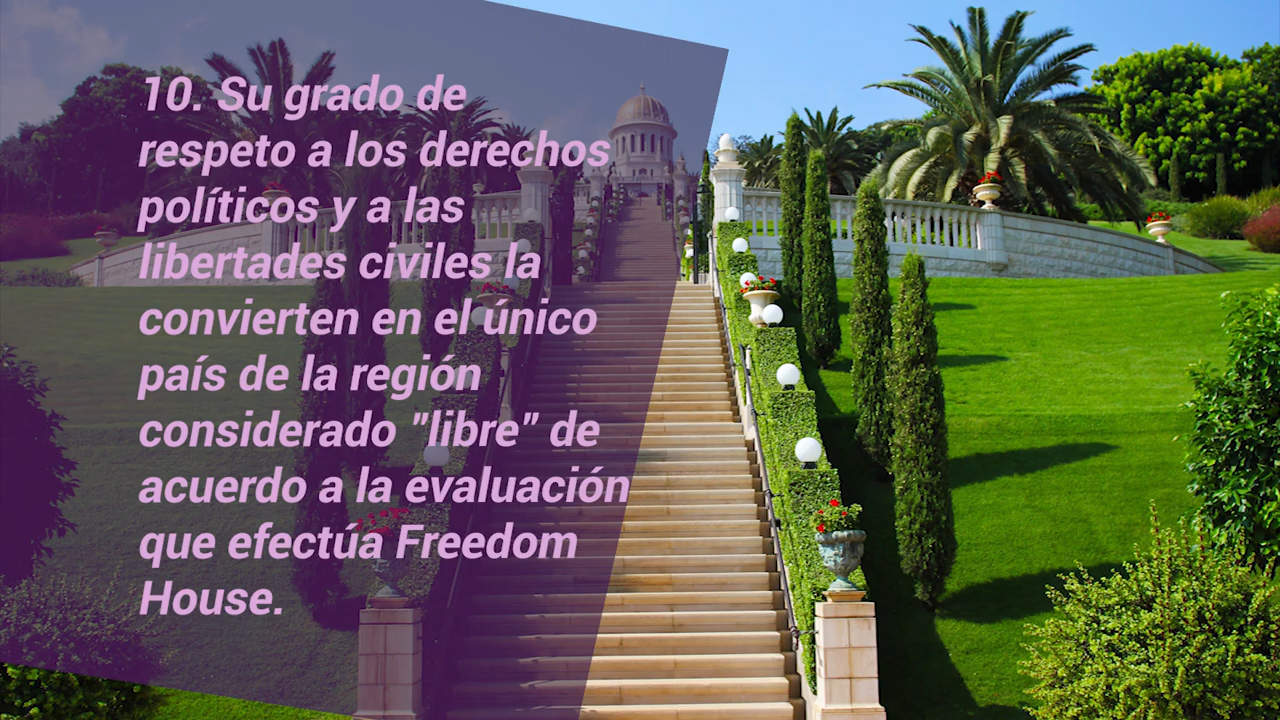 10. Su grado de
respeto a los derechos
políticos y a las
libertades civiles la
convierten en el único
país de la región
considerado "libre" de
acuerdo a la evaluación
que efectúa Freedom
House.